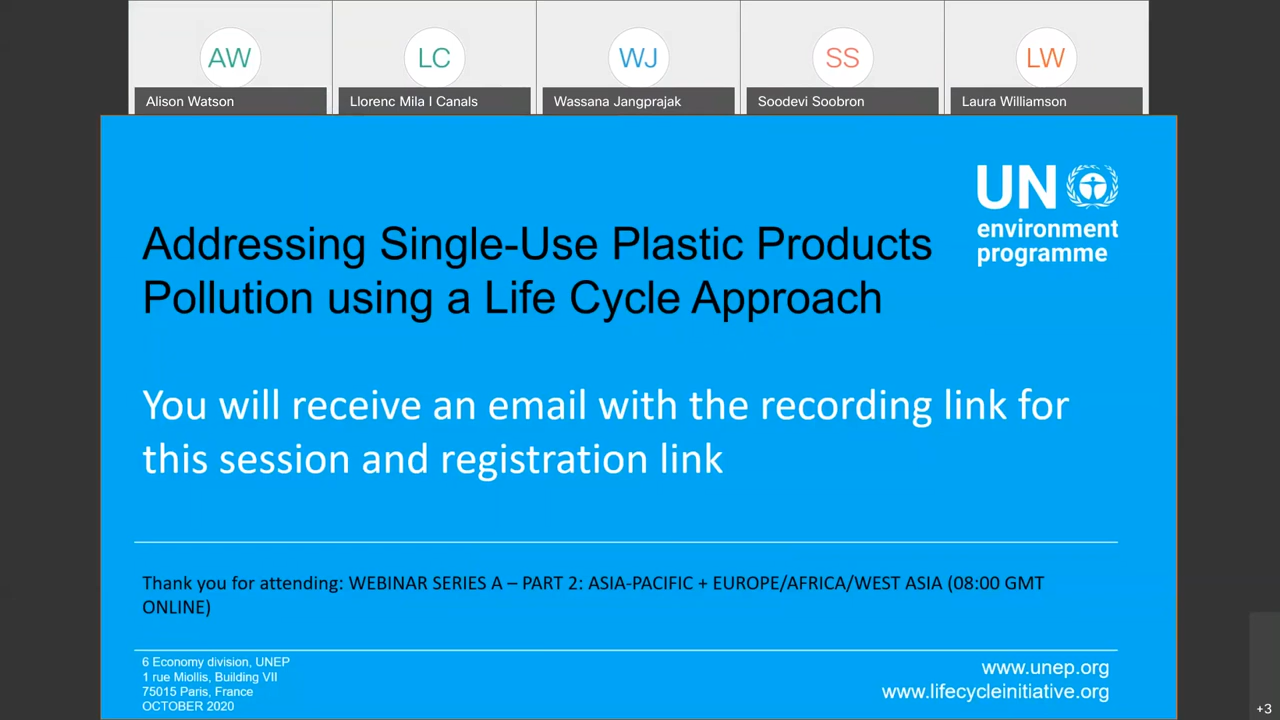 AW
LC
WJ
SS
LW
Alison Watson
Llorenc Mila I Canals
Wassana Jangprajak
Soodevi Soobron
Laura Williamson
UN
environment
programme
Addressing Single-Use Plastic Products
Pollution using a Life Cycle Approach
You will receive an email with the recording link for
this session and registration link
Thank you for attending: WEBINAR SERIES A – PART 2: ASIA-PACIFIC + EUROPE/AFRICA/WEST ASIA (08:00 GMT
ONLINE)
6 Economy division, UNEP
1 rue Miollis, Building VII
75015 Paris, France
OCTOBER 2020
www.unep.org
www.lifecycleinitiative.org
+3